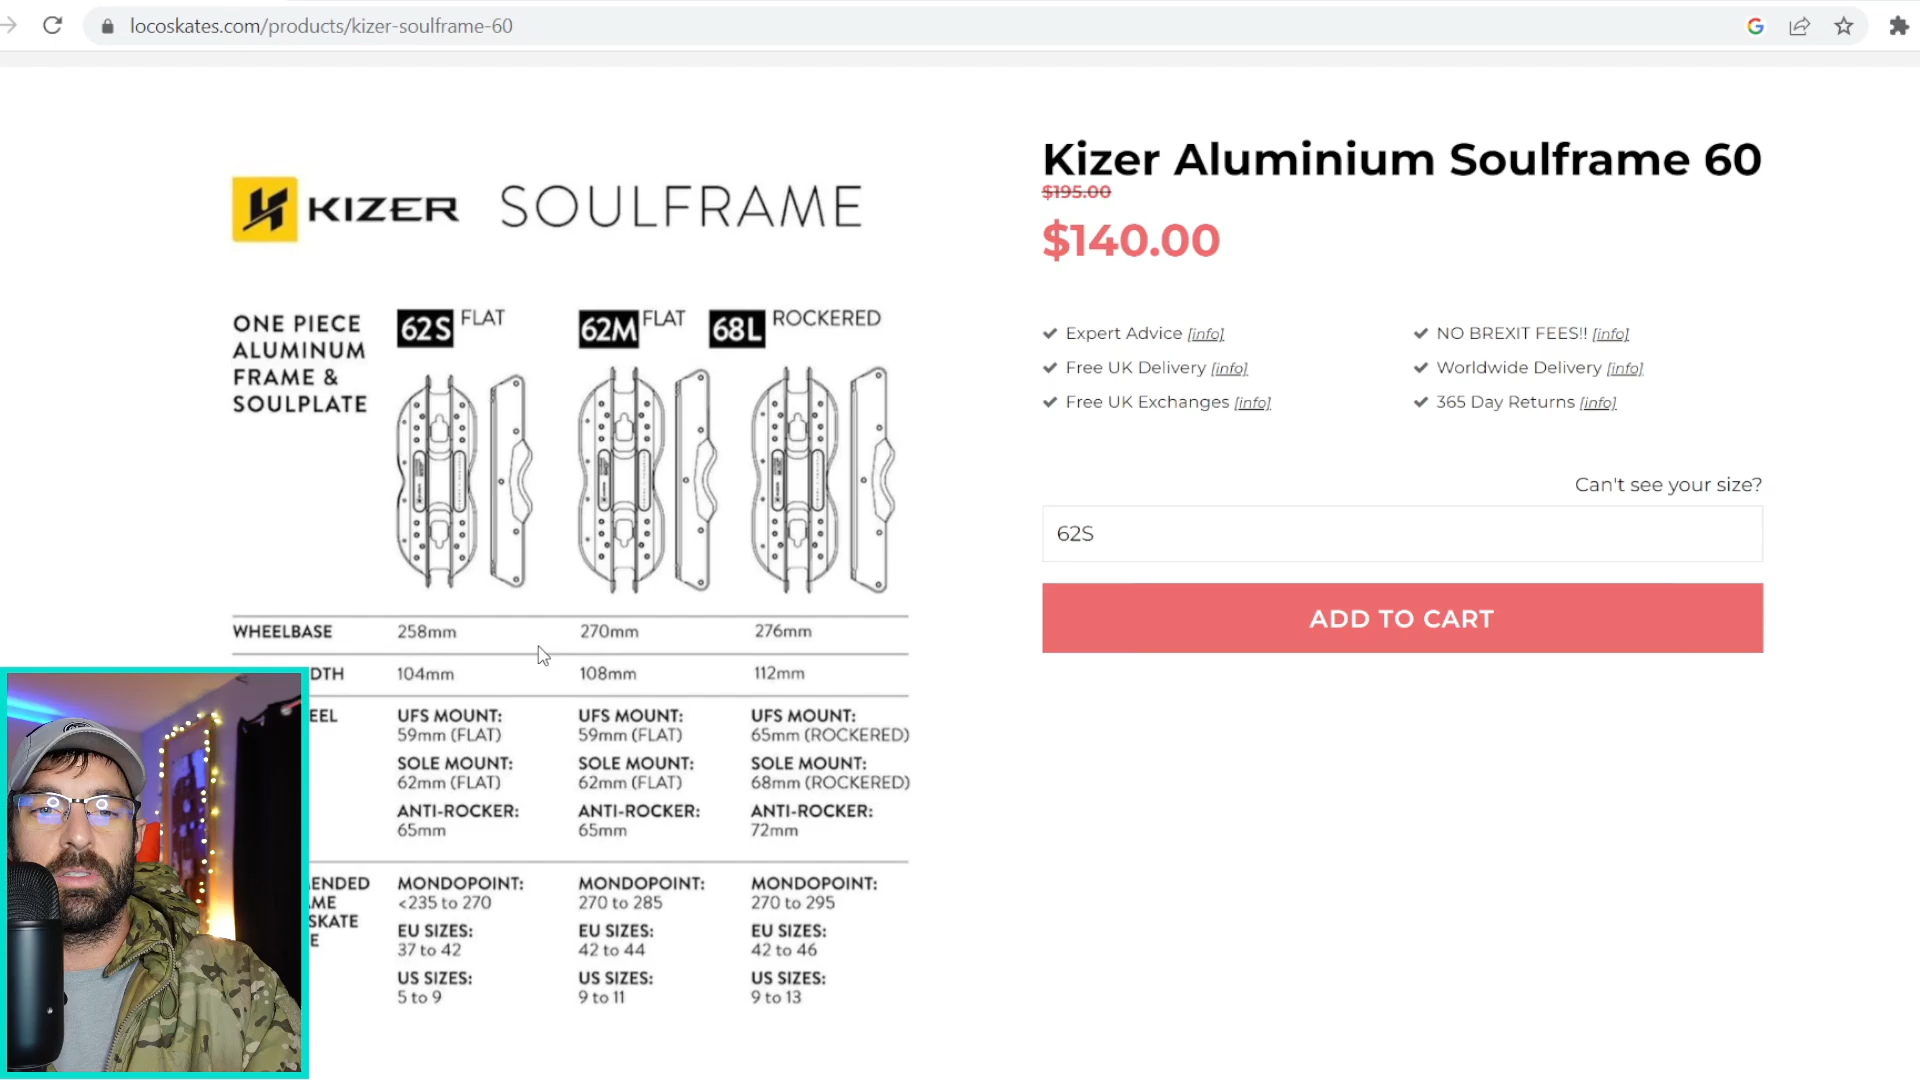 locoskates.com/products/kizer-soulframe-60
KIZER SOULFRAME
ONE PIECE
ALUMINUM
FRAME &
SOULPLATE
62S FLAT
62M FLAT
68L ROCKERED
WHEELBASE 258mm 270mm 276mm
DTH 104mm 108mm 112mm
EEL
UFS MOUNT: UFS MOUNT: UFS MOUNT:
59mm (FLAT) 59mm (FLAT) 65mm (ROCKERED)
SOLE MOUNT: SOLE MOUNT: SOLE MOUNT:
62mm (FLAT) 62mm (FLAT) 68mm (ROCKERED)
ANTI-ROCKER: ANTI-ROCKER: ANTI-ROCKER:
65mm 65mm 72mm
ENDED MONDOPOINT: MONDOPOINT: MONDOPOINT:
AME <235 to 270 270 to 285 270 to 295
SKATE EU SIZES: EU SIZES: EU SIZES:
E 37 to 42 42 to 44 42 to 46
US SIZES: US SIZES: US SIZES:
5 to 9 9 to 11 9 to 13
Kizer Aluminium Soulframe 60
$195.00
$140.00
Expert Advice [info]
NO BREXIT FEES!! [info]
Free UK Delivery [info]
Worldwide Delivery [info]
Free UK Exchanges [info]
365 Day Returns [info]
Can't see your size?
62S
ADD TO CART